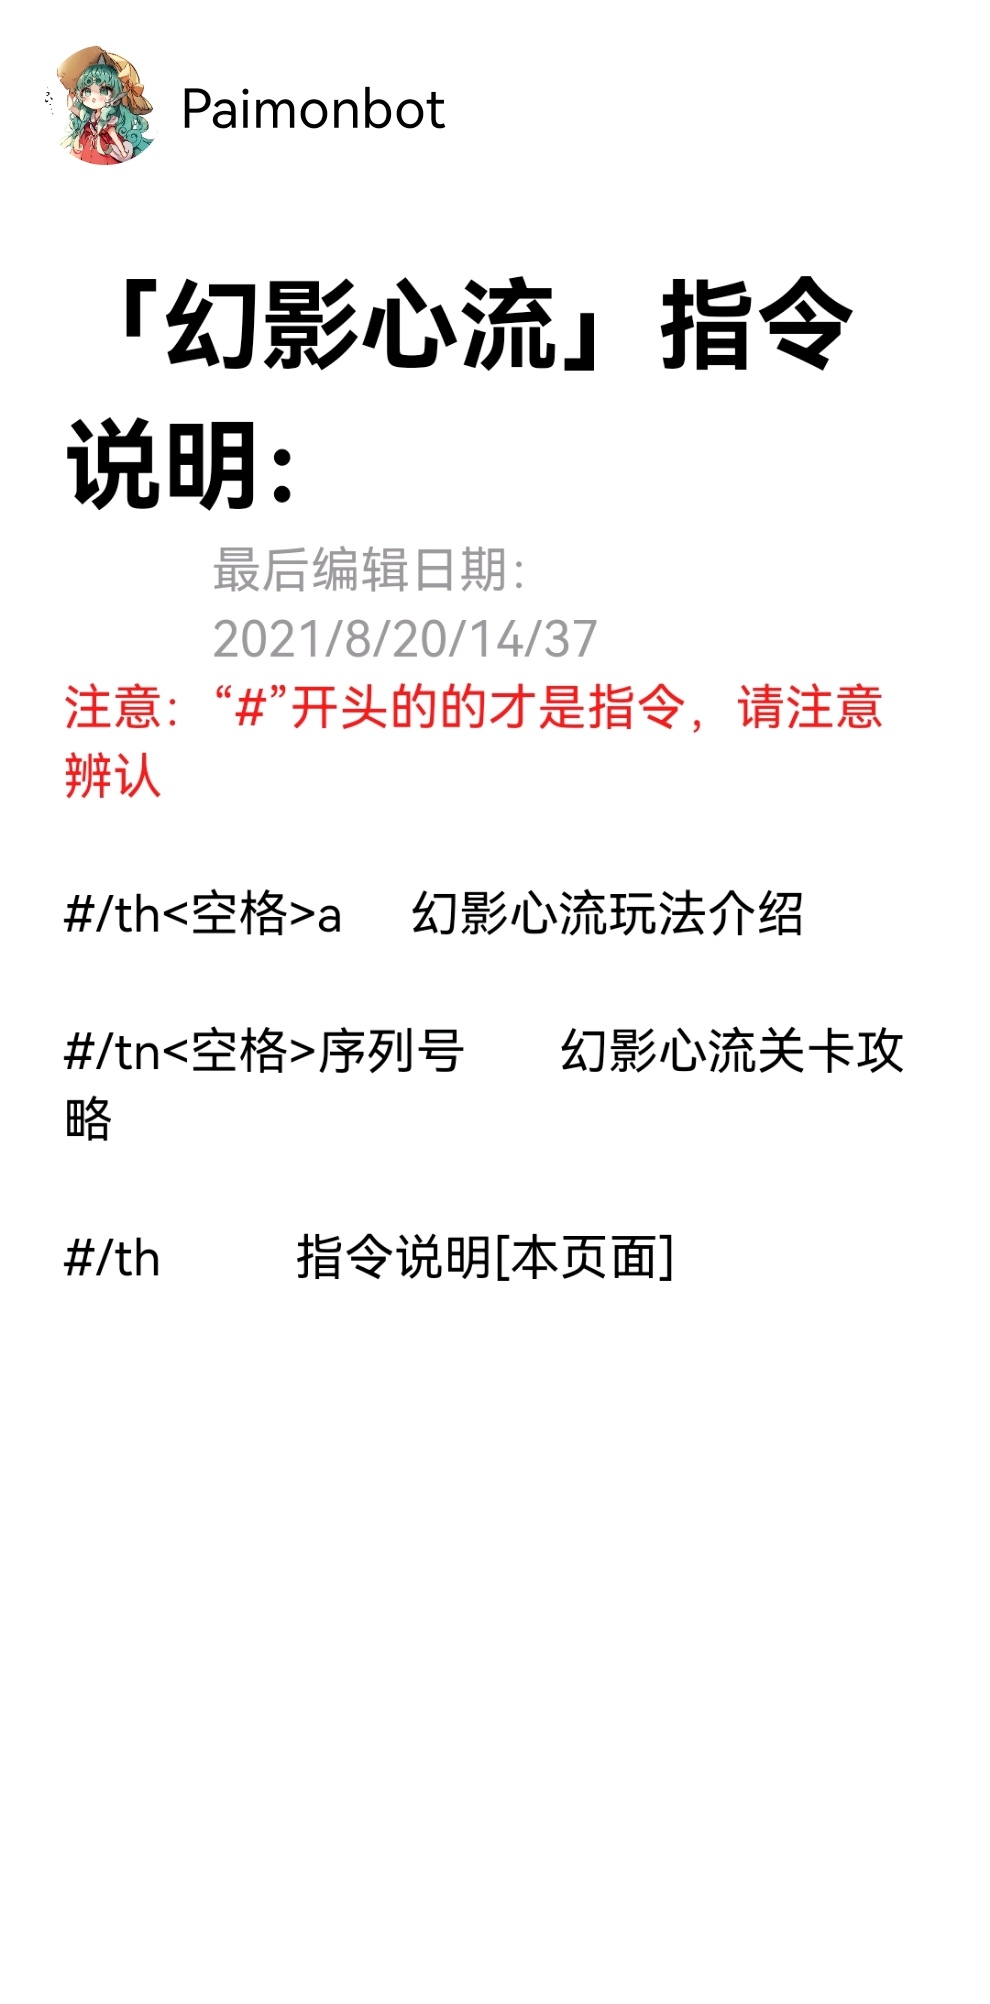 Paimonbot
「幻影心流」指令
说明：
最后编辑日期：
2021/8/20/14/37
注意：“#”开头的的才是指令，请注意
辨认
#/th<空格>a 幻影心流玩法介绍
#/tn<空格>序列号 幻影心流关卡攻
略
#/th 指令说明[本页面]